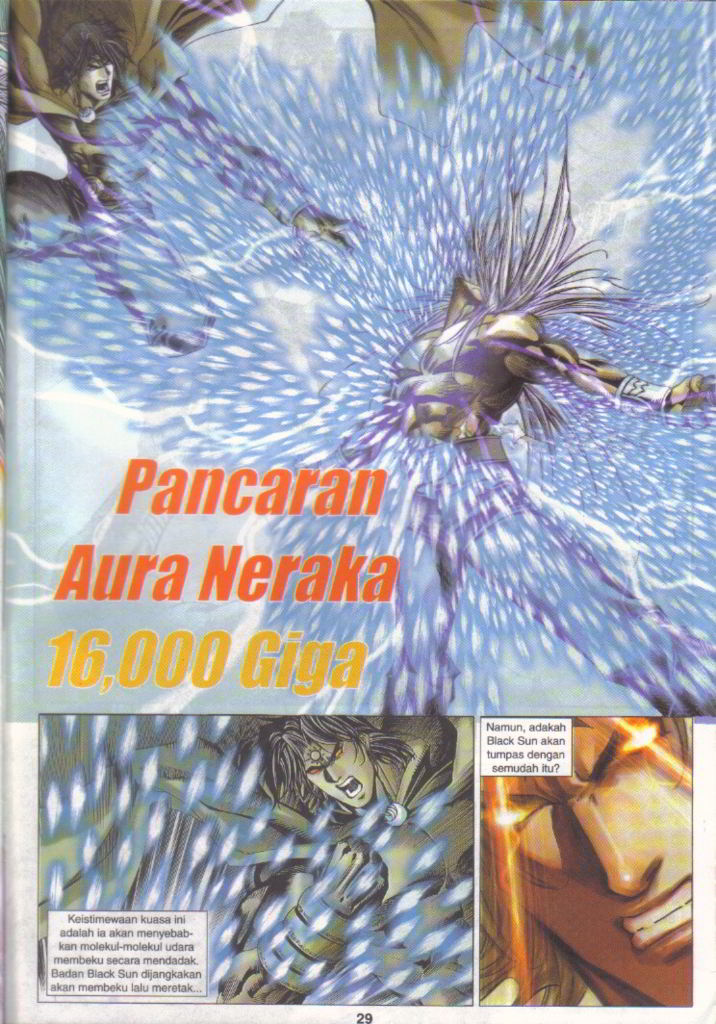 Pancaran
Aura Neraka
16,000 Giga
Namun, adakah
Black Sun akan
tumpas dengan
semudah itu?
Keistimewaan kuasa ini
adalah ia akan menyebab-
kan molekul-molekul udara
membeku secara mendadak.
Badan Black Sun dijangkakan
akan membeku lalu meretak...
29